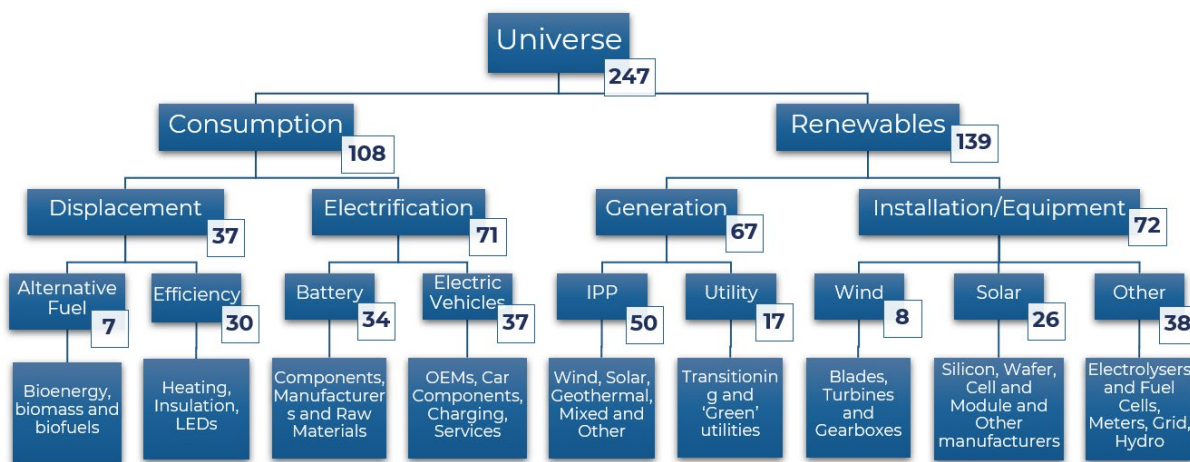 Universe
247
Consumption
108
Renewables
139
Displacement
37
Electrification
71
Generation
67
Installation/Equipment
72
Alternative
Fuel
7
Efficiency
30
Battery
34
Electric
Vehicles
37
IPP
50
Utility
17
Wind
8
Solar
26
Other
38
Bioenergy,
biomass and
biofuels
Heating,
Insulation,
LEDs
Components,
Manufacturer
s and Raw
Materials
OEMs, Car
Components,
Charging,
Services
Wind, Solar,
Geothermal,
Mixed and
Other
Transitionin
g and
‘Green’
utilities
Blades,
Turbines
and
Gearboxes
Silicon, Wafer,
Cell and
Module and
Other
manufacturers
Electrolysers
and Fuel
Cells,
Meters, Grid,
Hydro